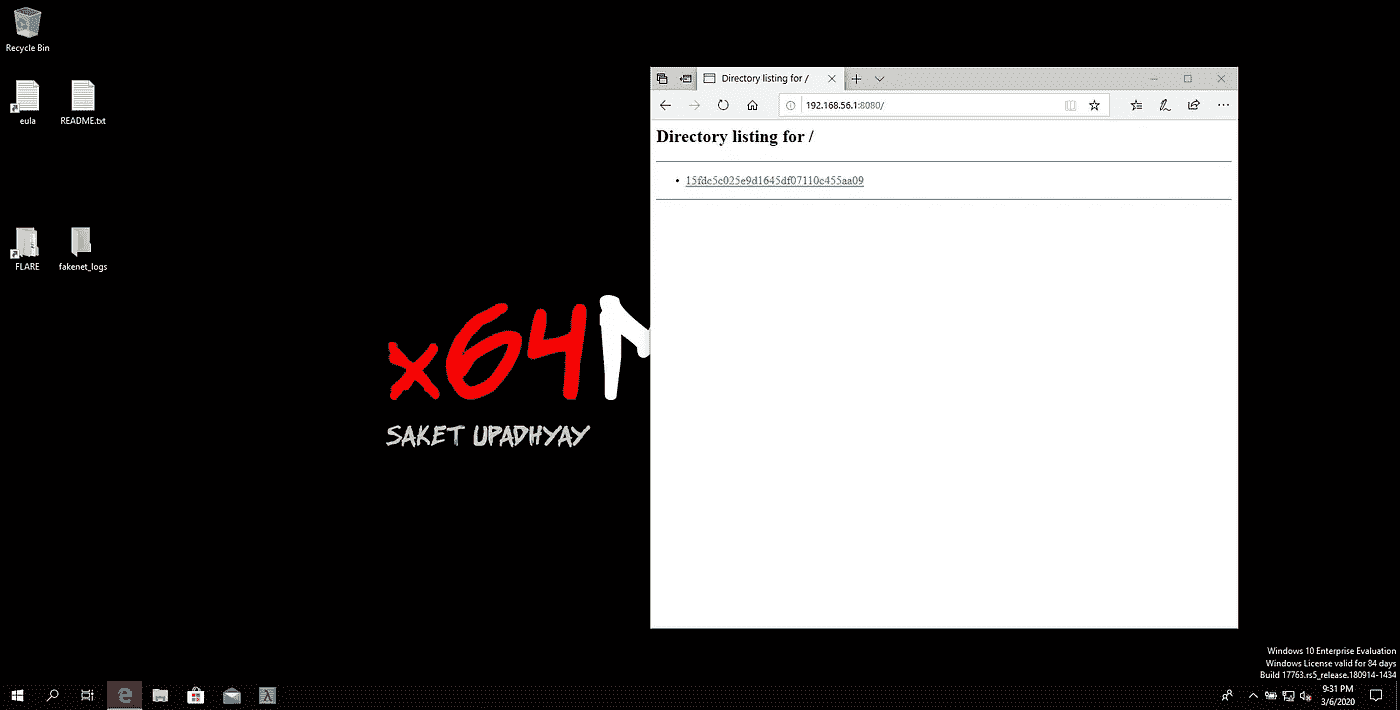 Recycle Bin
eula
README.txt
FLARE
fakenet_logs
x64
SAKET UPADHYAY
Directory listing for /
192.168.56.1:8080/
Directory listing for /
15fdc5c025e9d1645df07110c455aa09
Windows 10 Enterprise Evaluation
Windows License valid for 84 days
Build 17763.rs5_release.180914-1434
9:31 PM
3/6/2020